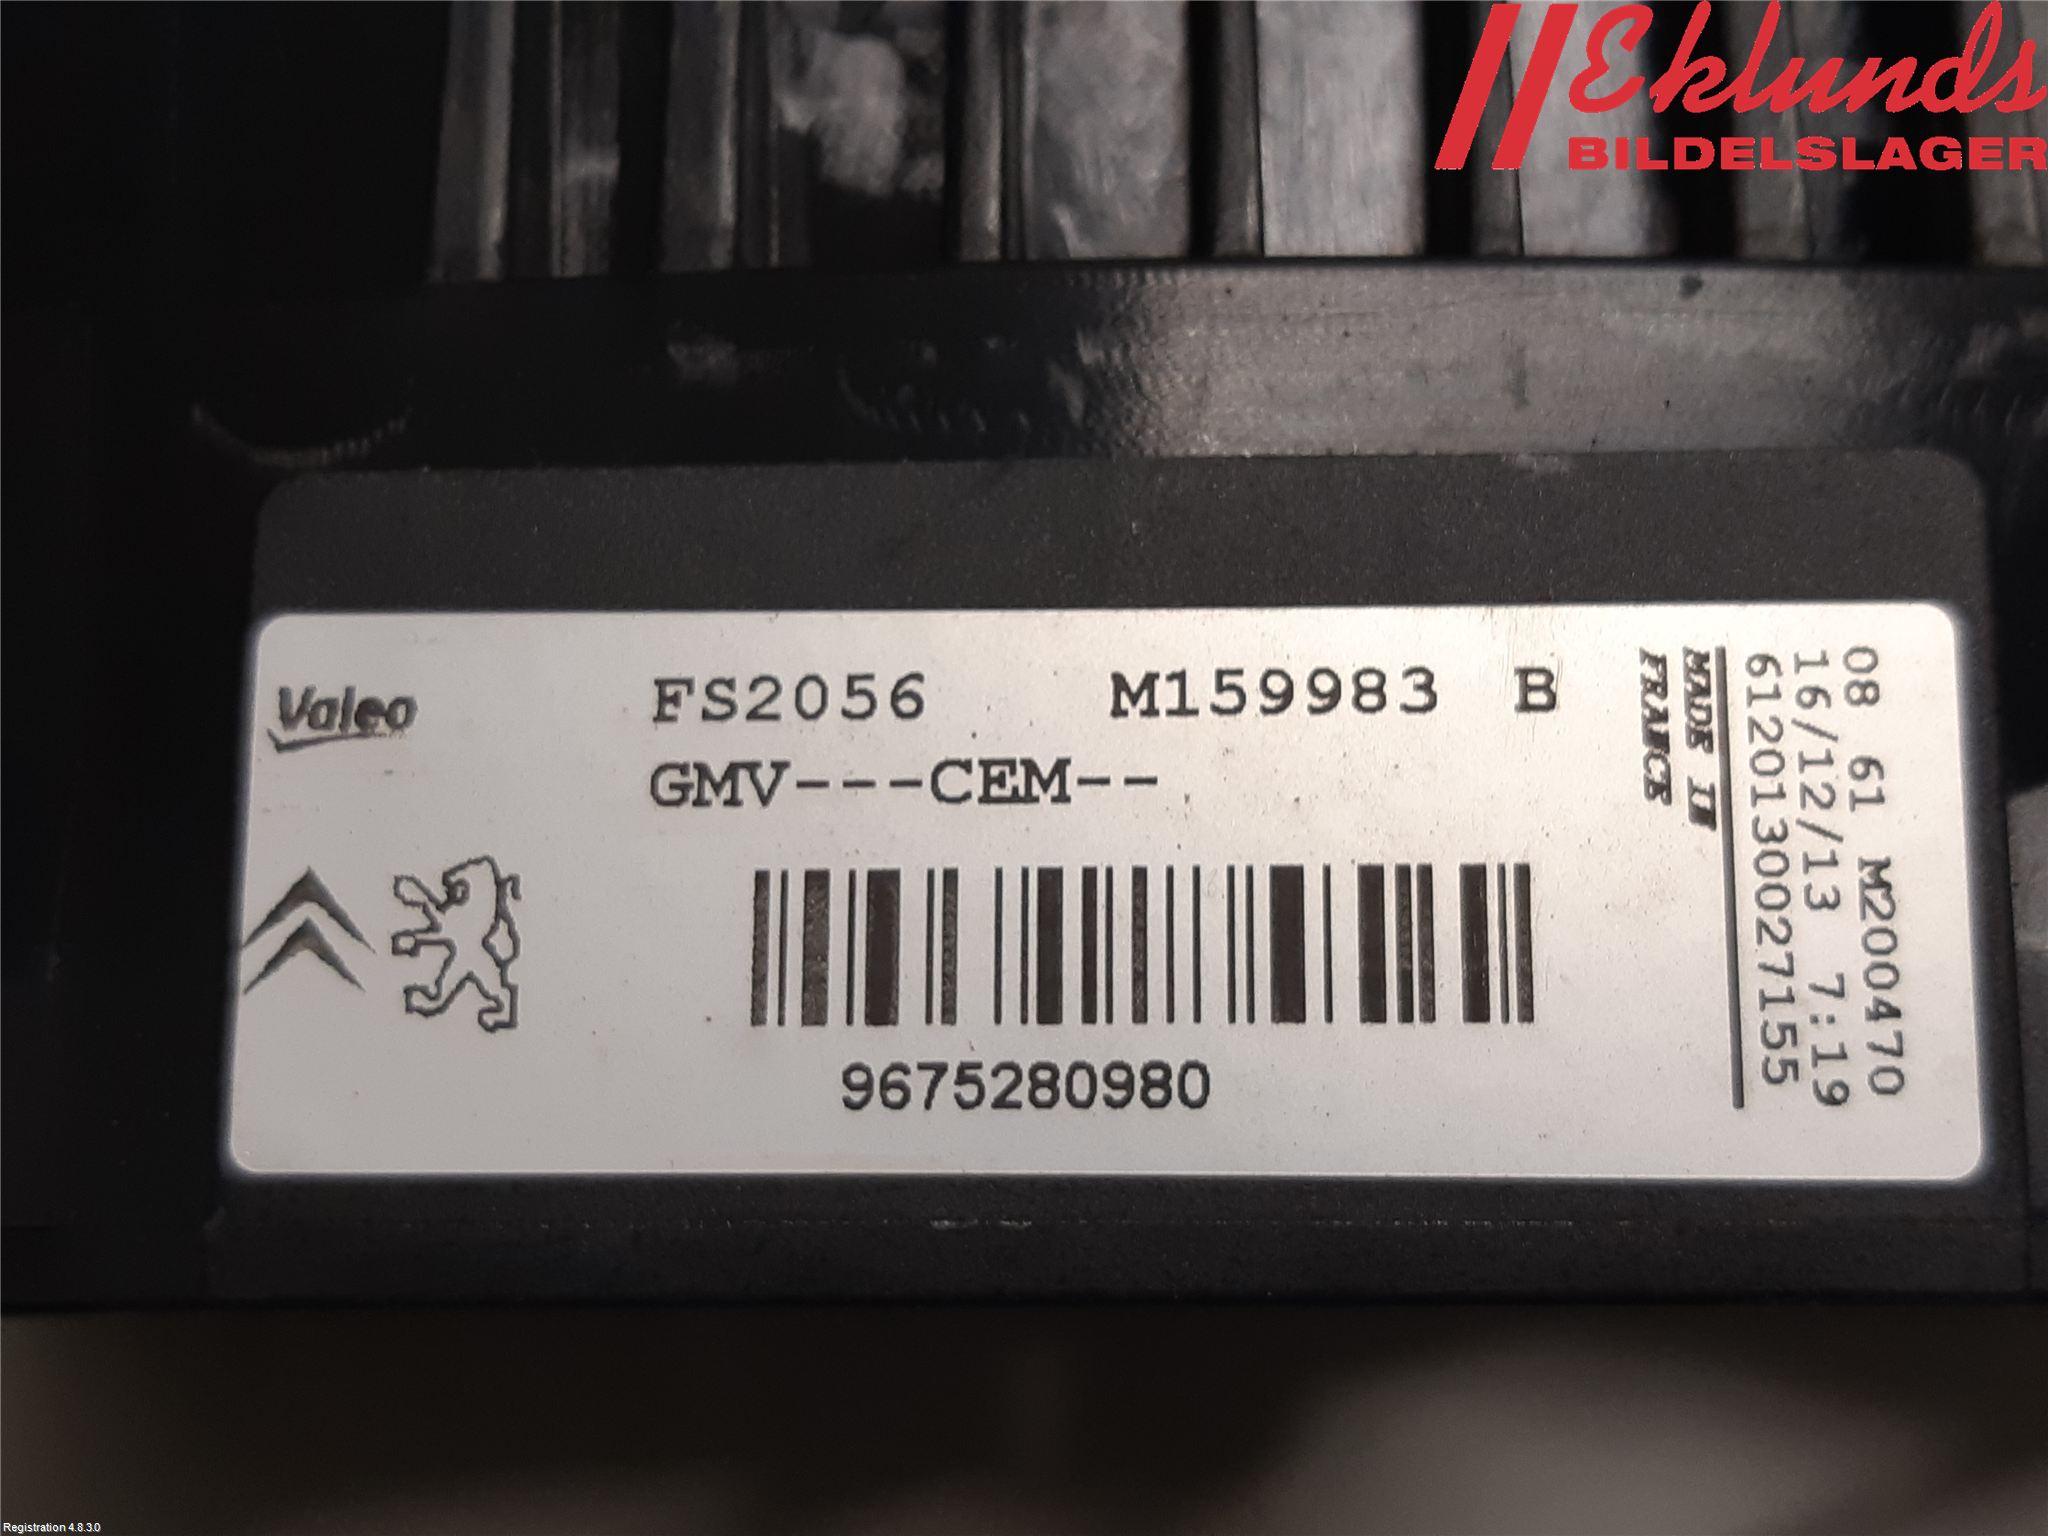 Eklunds
BILDELSLAGER
Valeo
FS2056 M159983 B
GMV---CEM--
9675280980
08 61 M200470
16/12/13 7:19
6120130027155
MADE IN
FRANCE
Registration 4.8.3.0